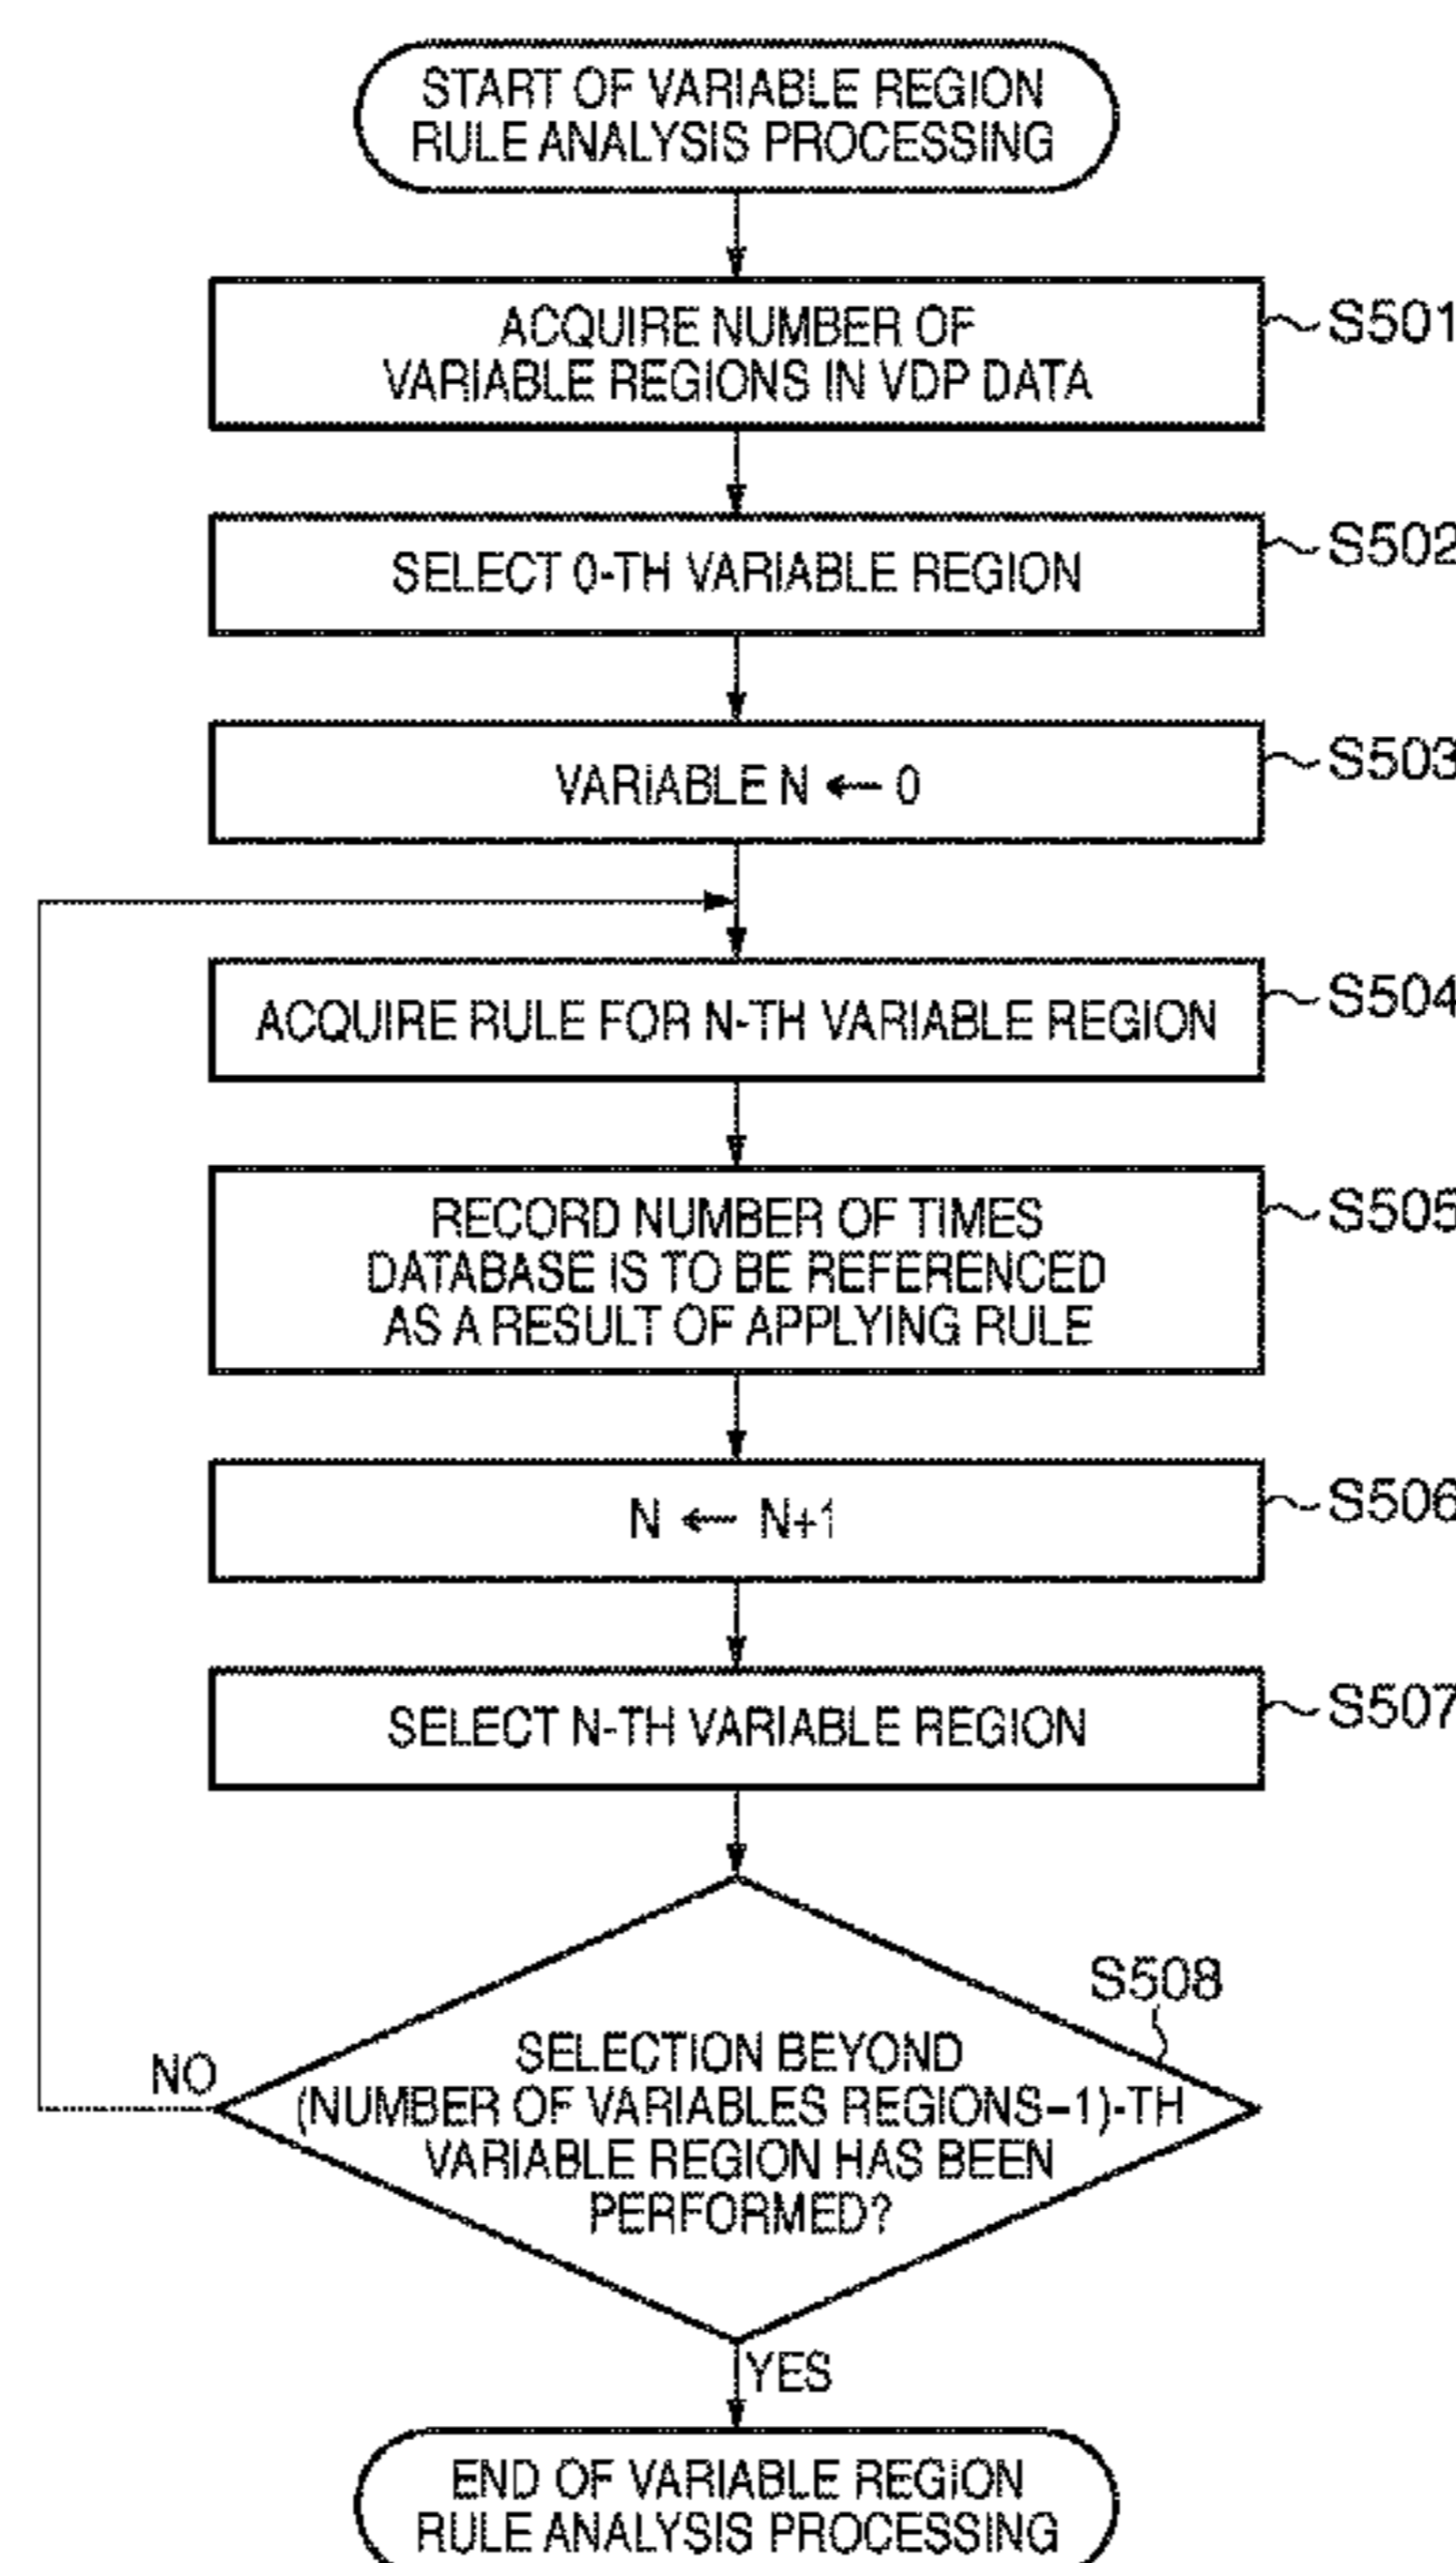 START OF VARIABLE REGION
RULE ANALYSIS PROCESSING
ACQUIRE NUMBER OF
VARIABLE REGIONS IN VDP DATA
S501
SELECT 0-TH VARIABLE REGION
S502
VARIABLE N ← 0
S503
ACQUIRE RULE FOR N-TH VARIABLE REGION
S504
RECORD NUMBER OF TIMES
DATABASE IS TO BE REFERENCED
AS A RESULT OF APPLYING RULE
S505
N ← N+1
S506
SELECT N-TH VARIABLE REGION
S507
S508
SELECTION BEYOND
(NUMBER OF VARIABLES REGIONS−1)-TH
VARIABLE REGION HAS BEEN
PERFORMED?
NO
YES
END OF VARIABLE REGION
RULE ANALYSIS PROCESSING